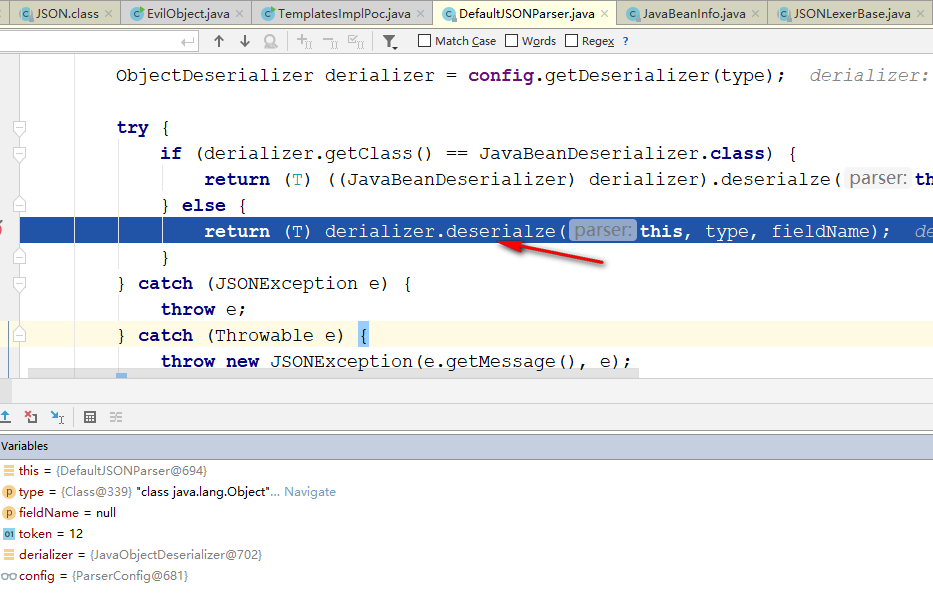 JSON.class × EvilObject.java × TemplatesImplPoc.java × DefaultJSONParser.java × JavaBeanInfo.java × JSONLexerBase.java ×
Match Case Words Regex ?
ObjectDeserializer derializer = config.getDeserializer(type); derializer:
try {
if (derializer.getClass() == JavaBeanDeserializer.class) {
return (T) ((JavaBeanDeserializer) derializer).deserialze( parser: th
} else {
return (T) derializer.deserialze( parser: this, type, fieldName); de
}
} catch (JSONException e) {
throw e;
} catch (Throwable e) {
throw new JSONException(e.getMessage(), e);
Variables
this = {DefaultJSONParser@694}
type = {Class@339} "class java.lang.Object"... Navigate
fieldName = null
token = 12
derializer = {JavaObjectDeserializer@702}
config = {ParserConfig@681}